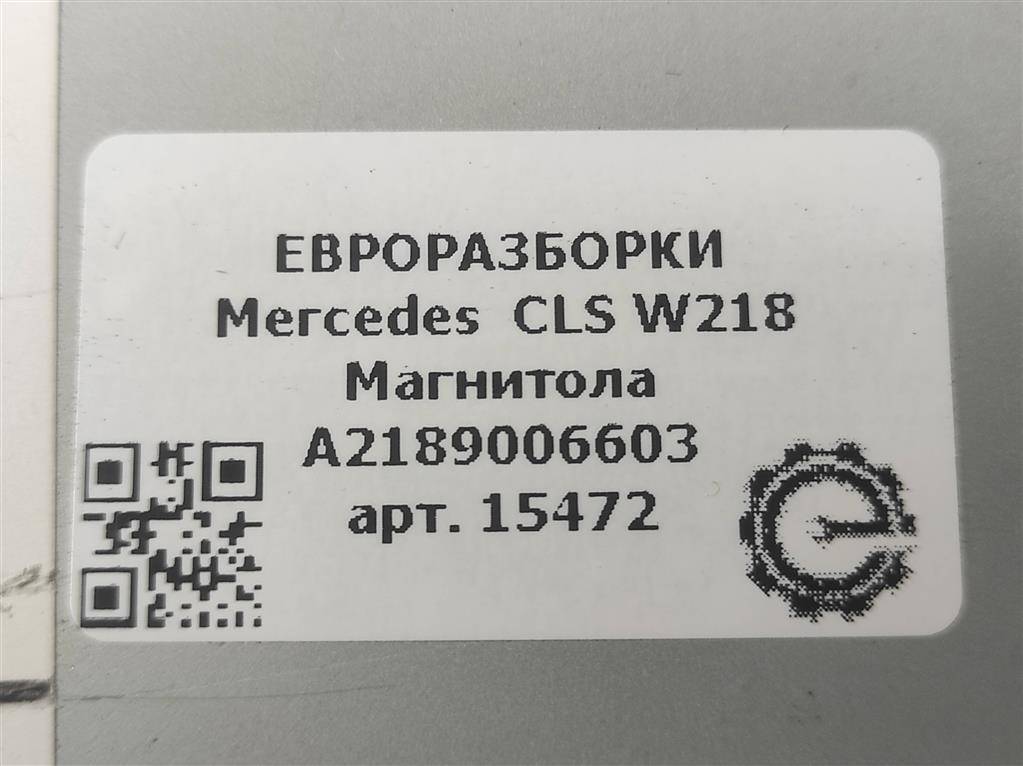 ЕВРОРАЗБОРКИ
Mercedes CLS W218
Магнитола
A2189006603
арт. 15472